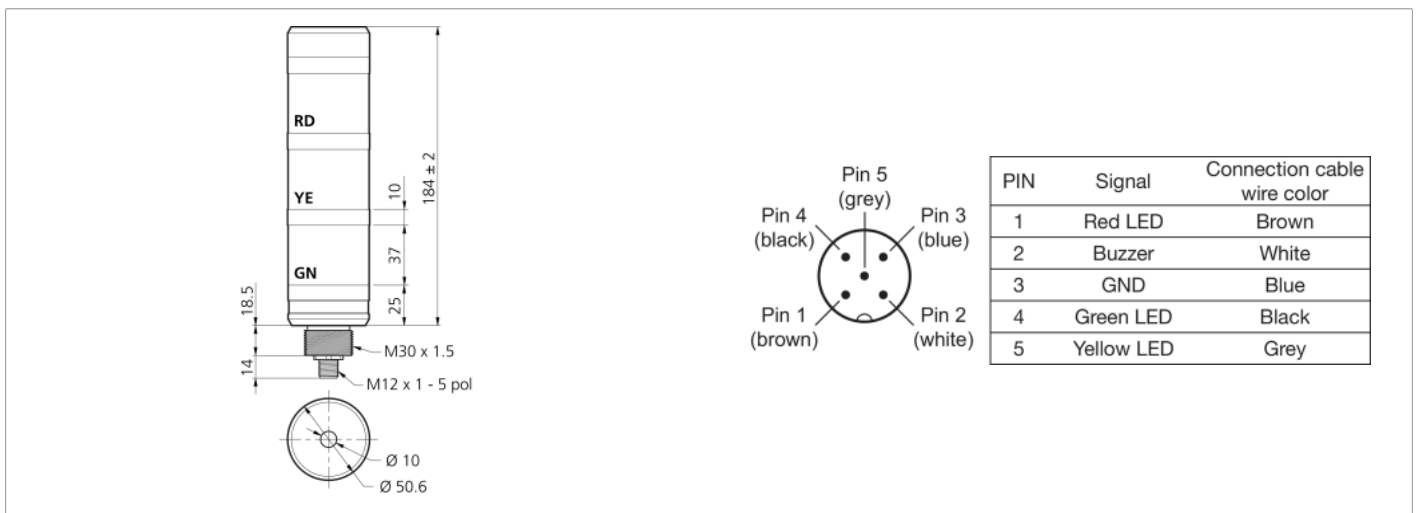 RD
YE
GN
184 ± 2
10
37
25
18.5
14
M30 x 1.5
M12 x 1 - 5 pol
Ø 10
Ø 50.6
Pin 5
(grey)
Pin 4
(black)
Pin 3
(blue)
Pin 1
(brown)
Pin 2
(white)
PIN Signal Connection cable
wire color
1 Red LED Brown
2 Buzzer White
3 GND Blue
4 Green LED Black
5 Yellow LED Grey